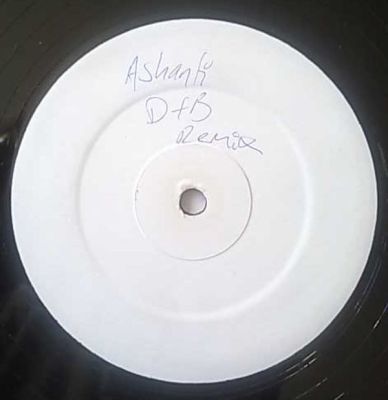 Ashanti
D+B
Remix